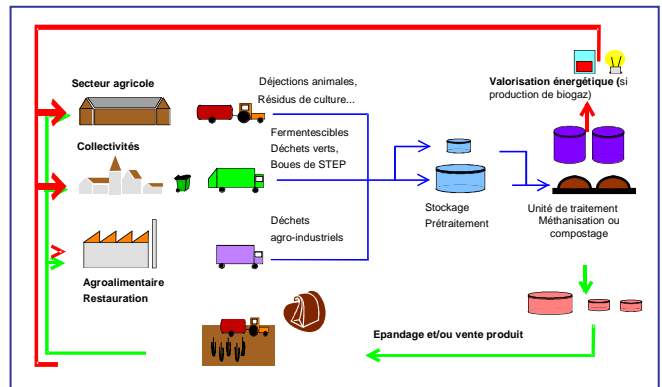 Secteur agricole
Déjections animales,
Résidus de culture...
Valorisation énergétique (si
production de biogaz)
Collectivités
Fermentescibles
Déchets verts,
Boues de STEP
Stockage
Prétraitement
Unité de traitement
Méthanisation ou
compostage
Déchets
agro-industriels
Agroalimentaire
Restauration
Epandage et/ou vente produit